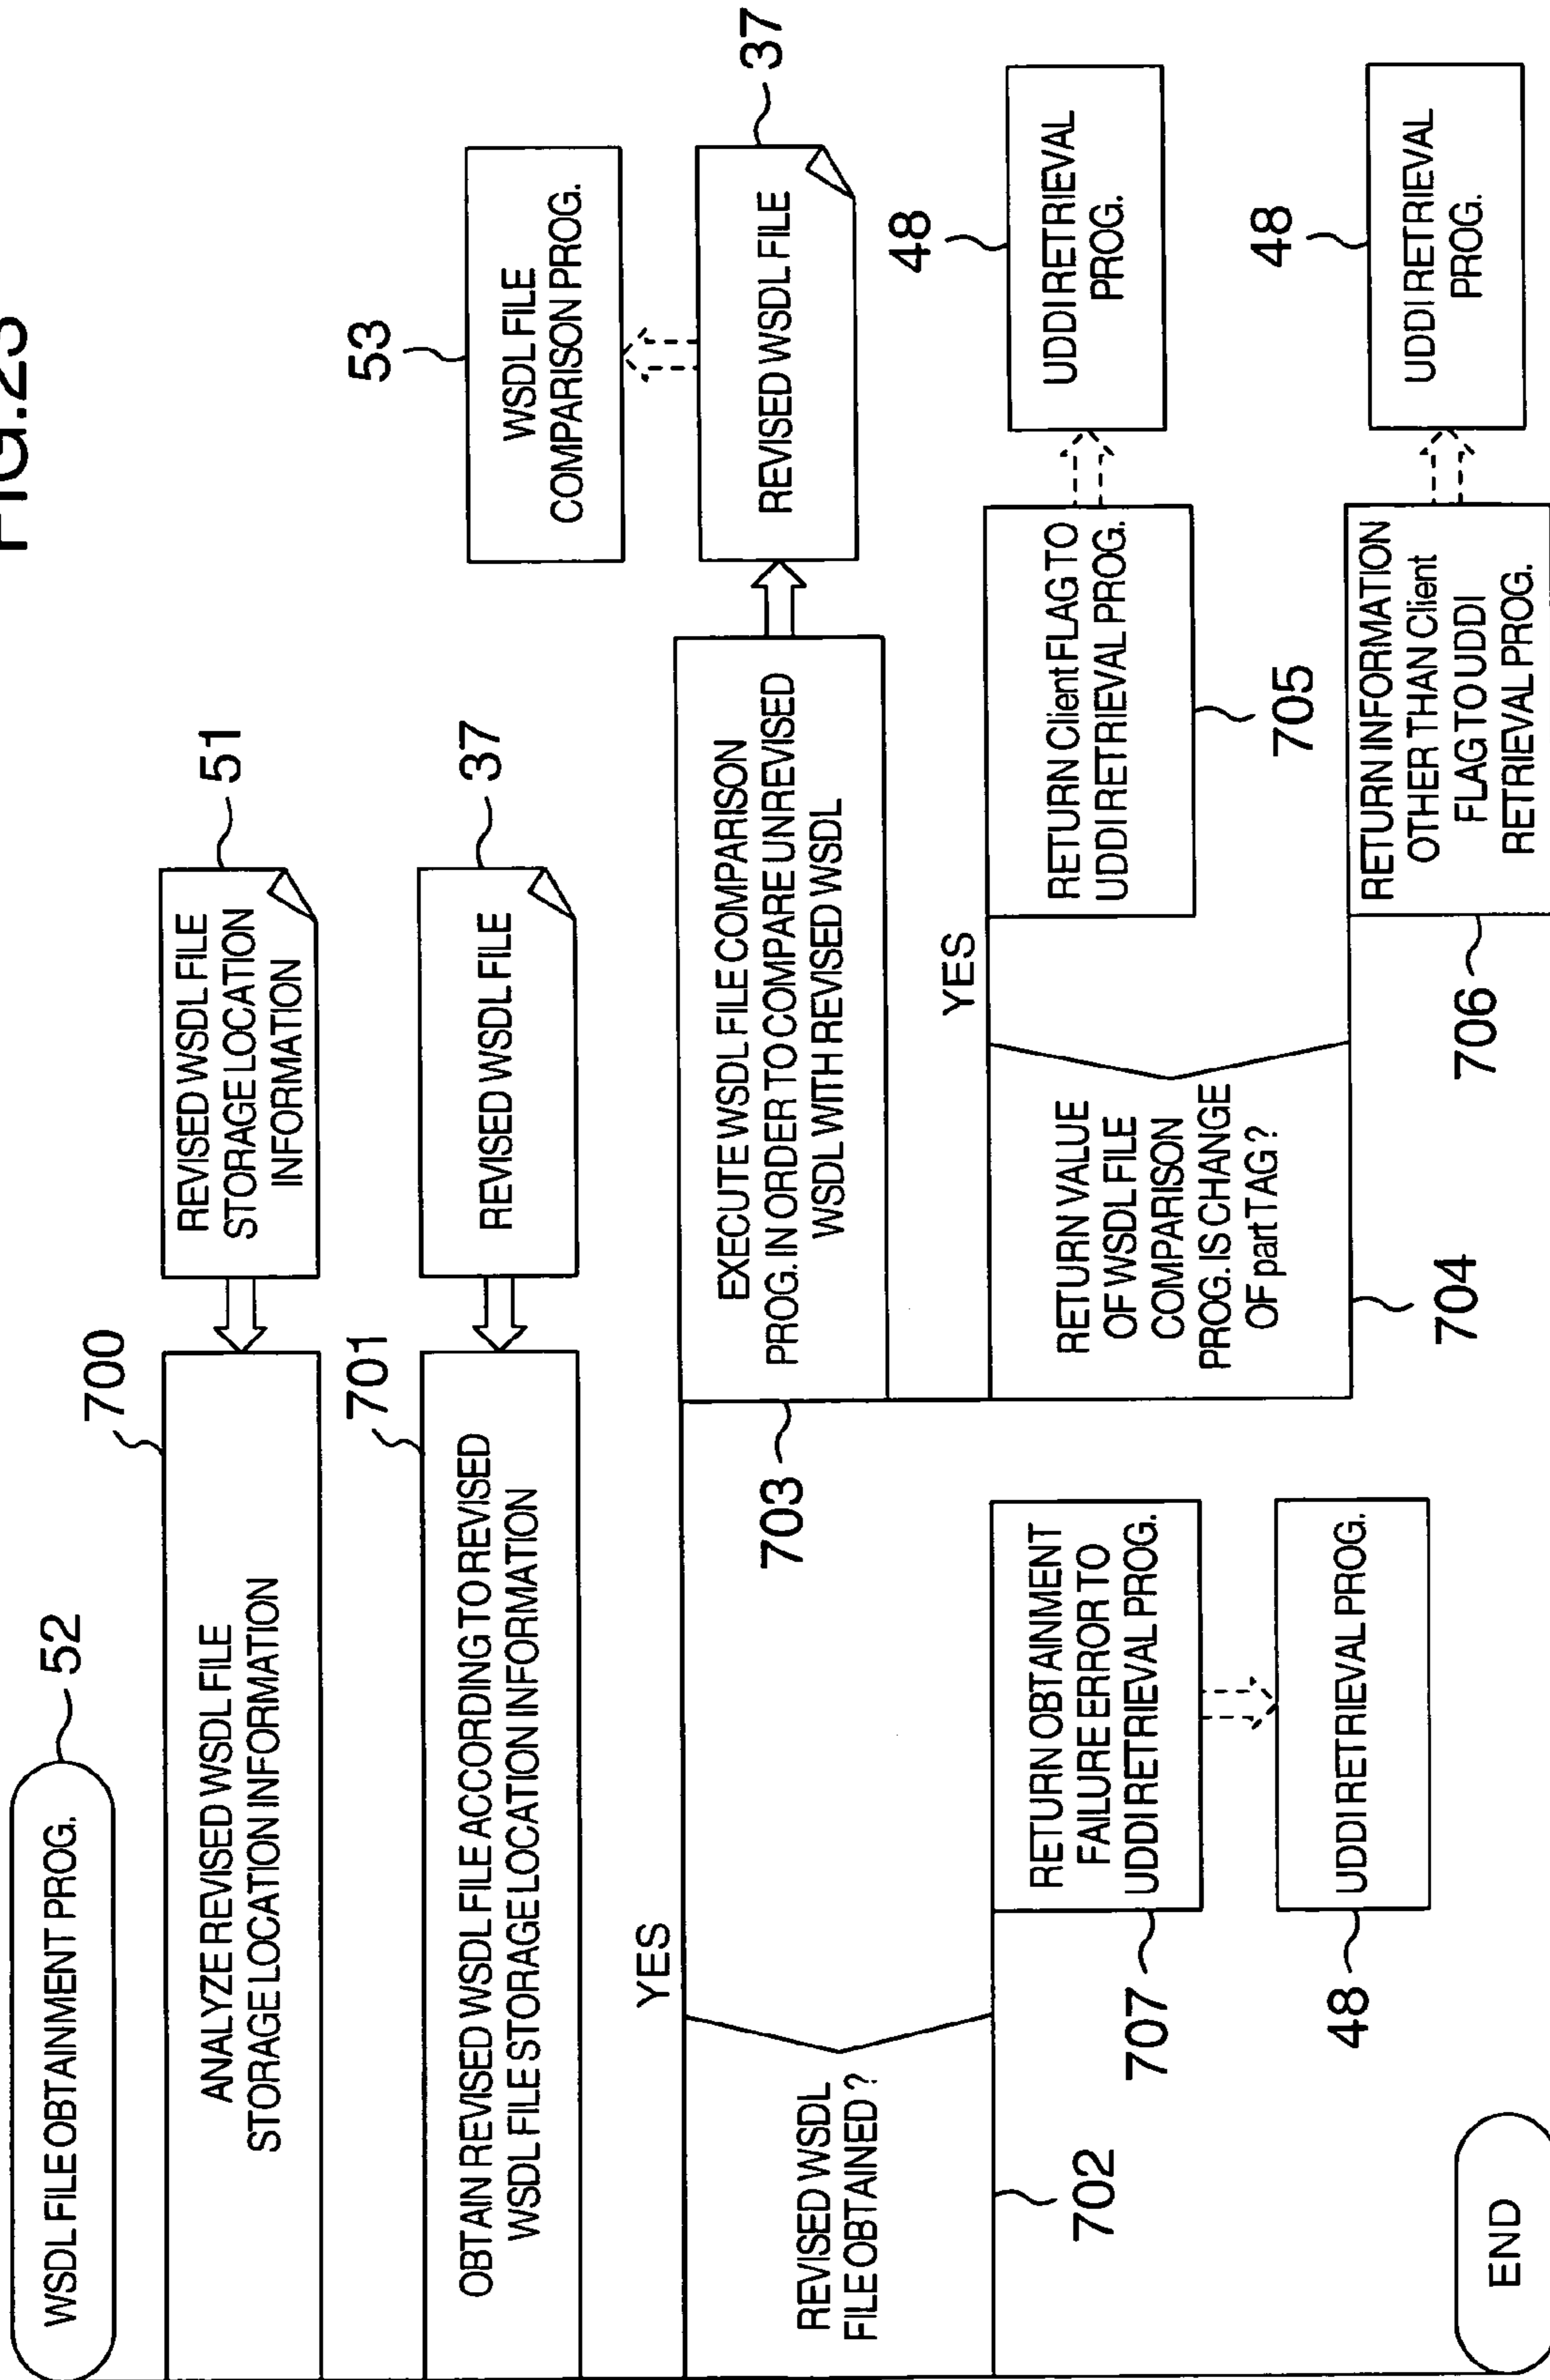 FIG.23
WSDL FILE OBTAINMENT PROG.
52
700
ANALYZE REVISED WSDL FILE
STORAGE LOCATION INFORMATION
REVISED WSDL FILE
STORAGE LOCATION
INFORMATION
51
701
OBTAIN REVISED WSDL FILE ACCORDING TO REVISED
WSDL FILE STORAGE LOCATION INFORMATION
REVISED WSDL FILE
37
53
WSDL FILE
COMPARISON PROG.
YES
REVISED WSDL
FILE OBTAINED ?
702
703
EXECUTE WSDL FILE COMPARISON
PROG. IN ORDER TO COMPARE UNREVISED
WSDL WITH REVISED WSDL
REVISED WSDL FILE
37
YES
RETURN VALUE
OF WSDL FILE
COMPARISON
PROG. IS CHANGE
OF part TAG ?
704
RETURN Client FLAG TO
UDDI RETRIEVAL PROG.
705
48
UDDI RETRIEVAL
PROG.
706
RETURN INFORMATION
OTHER THAN Client
FLAG TO UDDI
RETRIEVAL PROG.
48
UDDI RETRIEVAL
PROG.
707
RETURN OBTAINMENT
FAILURE ERROR TO
UDDI RETRIEVAL PROG.
48
UDDI RETRIEVAL PROG.
END